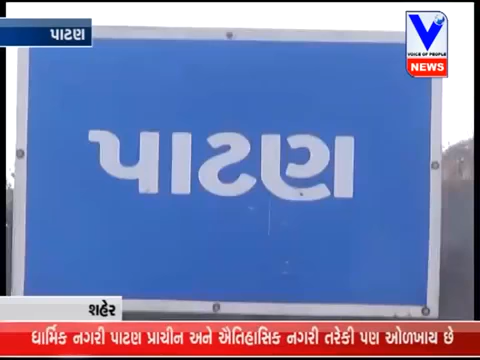 પાટણ
V
VOICE OF PEOPLE
NEWS
પાટણ
શહેર
ધાર્મિક નગરી પાટણ પ્રાચીન અને ઐતિહાસિક નગરી તરેકી પણ ઓળખાય છે